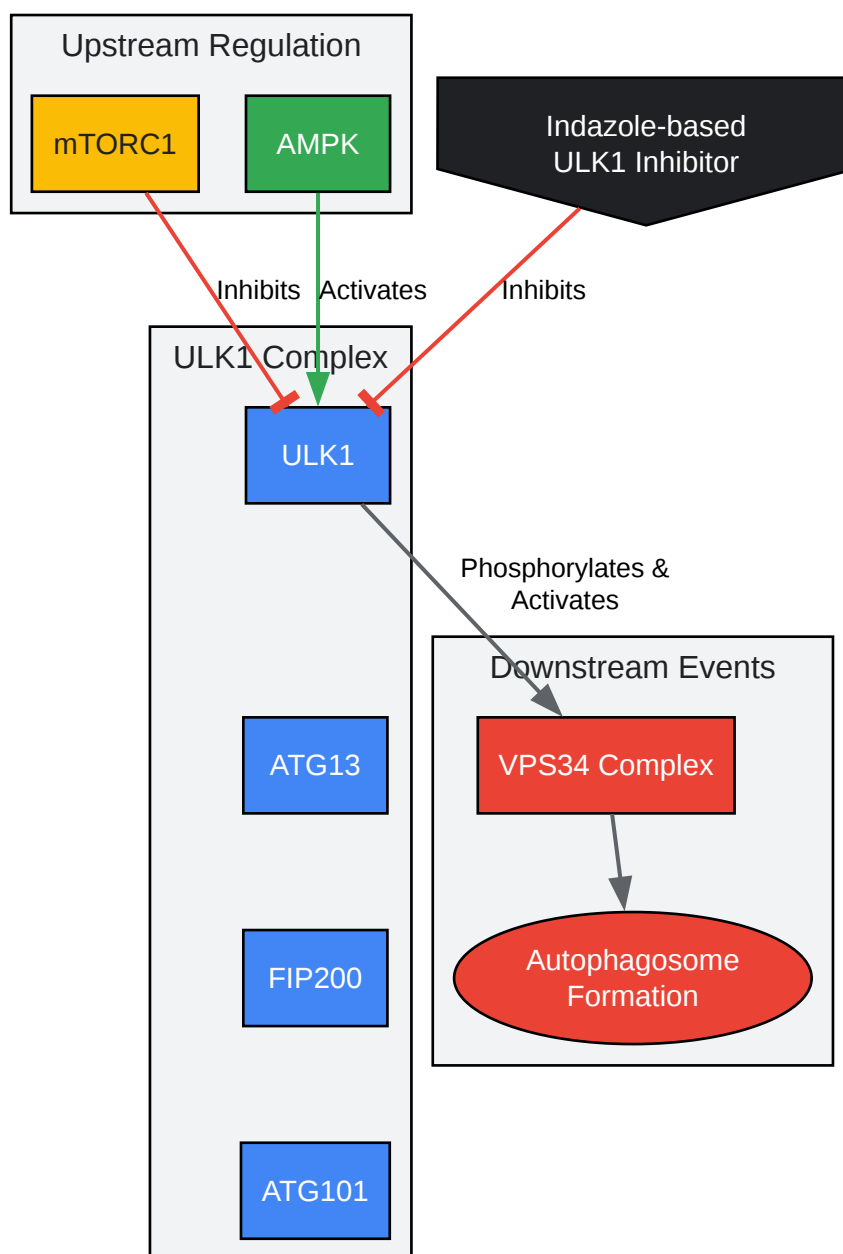 Upstream Regulation
mTORC1
AMPK
Indazole-based
ULK1 Inhibitor
Inhibits
Activates
Inhibits
ULK1 Complex
ULK1
Phosphorylates &
Activates
Downstream Events
ATG13
VPS34 Complex
FIP200
Autophagosome
Formation
ATG101